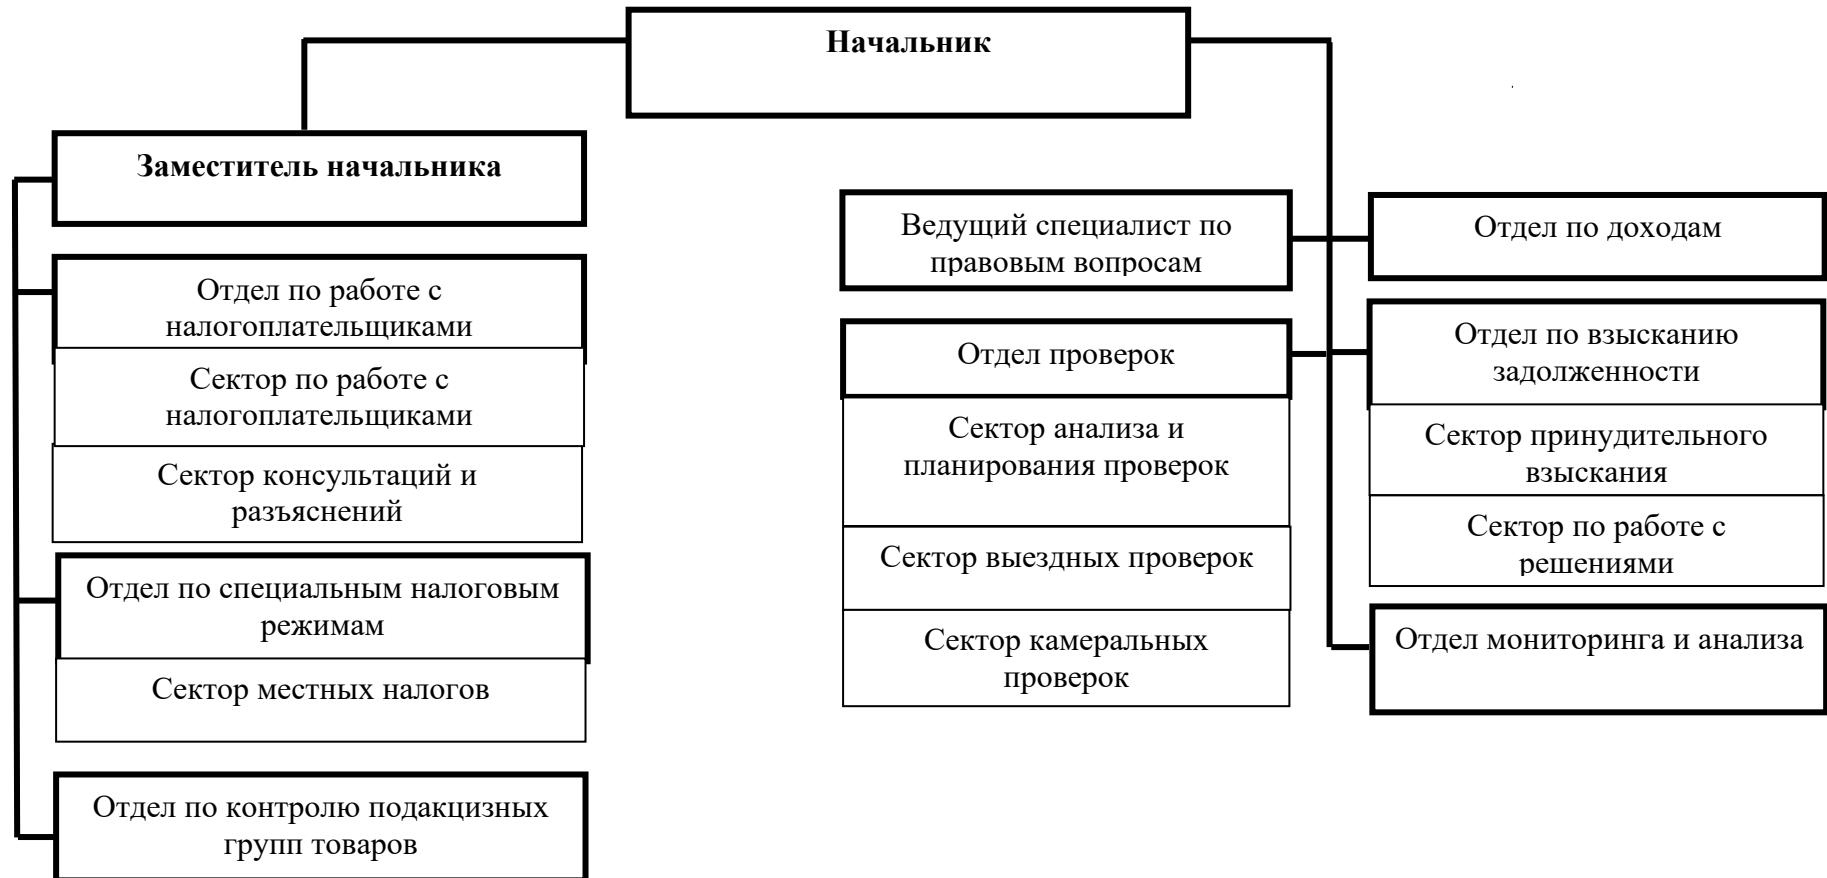 Начальник
Заместитель начальника
Отдел по работе с
налогоплательщиками
Сектор по работе с
налогоплательщиками
Сектор консультаций и
разъяснений
Отдел по специальным налоговым
режимам
Сектор местных налогов
Отдел по контролю подакцизных
групп товаров
Ведущий специалист по
правовым вопросам
Отдел проверок
Сектор анализа и
планирования проверок
Сектор выездных проверок
Сектор камеральных
проверок
Отдел по доходам
Отдел по взысканию
задолженности
Сектор принудительного
взыскания
Сектор по работе с
решениями
Отдел мониторинга и анализа